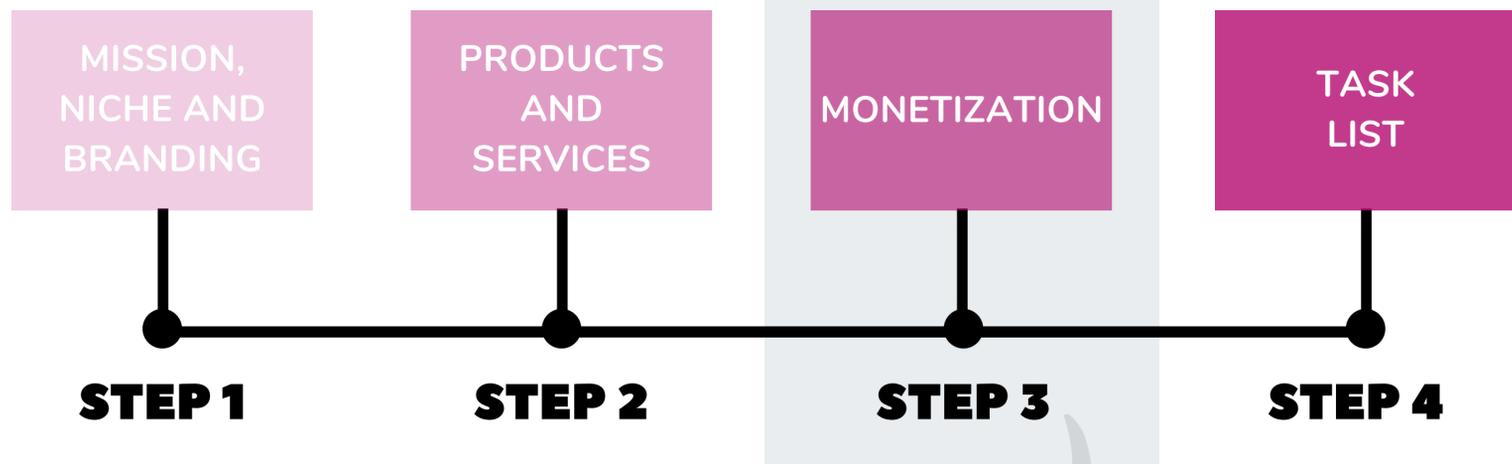 MISSION,
NICHE AND
BRANDING
PRODUCTS
AND
SERVICES
MONETIZATION
TASK
LIST
STEP 1
STEP 2
STEP 3
STEP 4